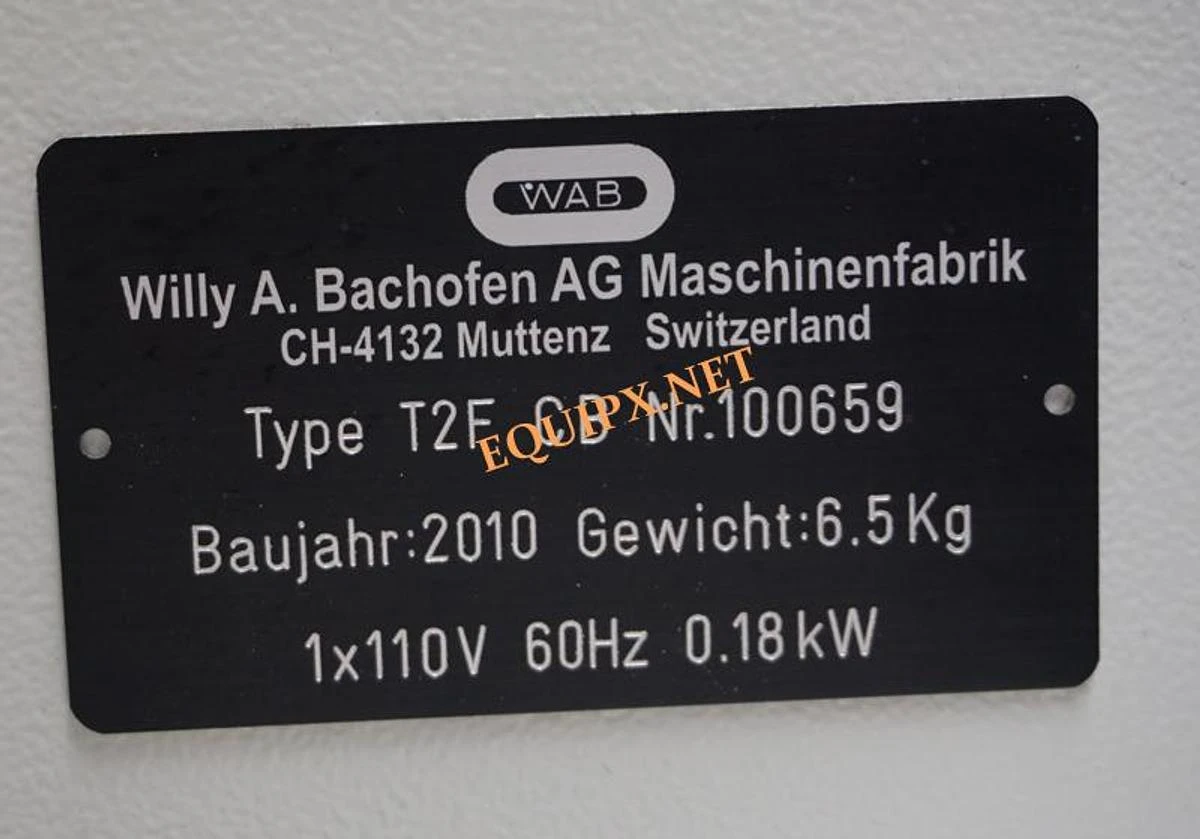 WAB
Willy A. Bachofen AG Maschinenfabrik
CH-4132 Muttenz Switzerland
Type T2F CB Nr.100659
EQUIPX.NET
Baujahr:2010 Gewicht:6.5Kg
1x110V 60Hz 0.18kW